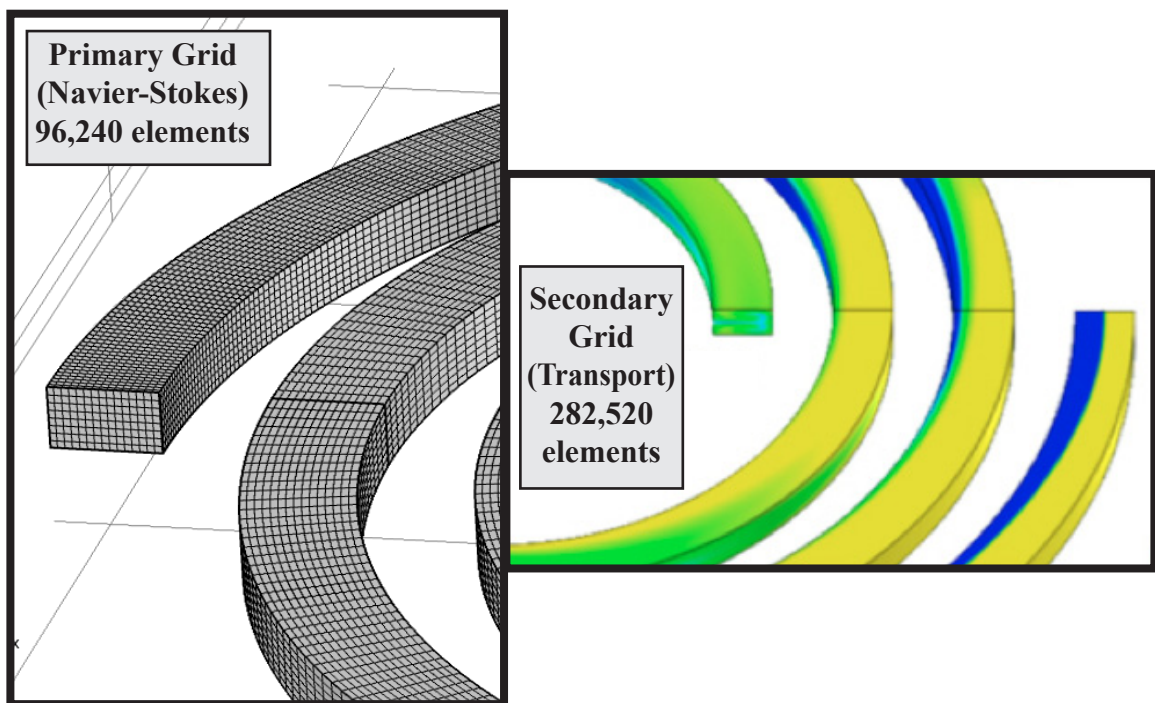 Primary Grid
(Navier-Stokes)
96,240 elements
x
Secondary
Grid
(Transport)
282,520
elements